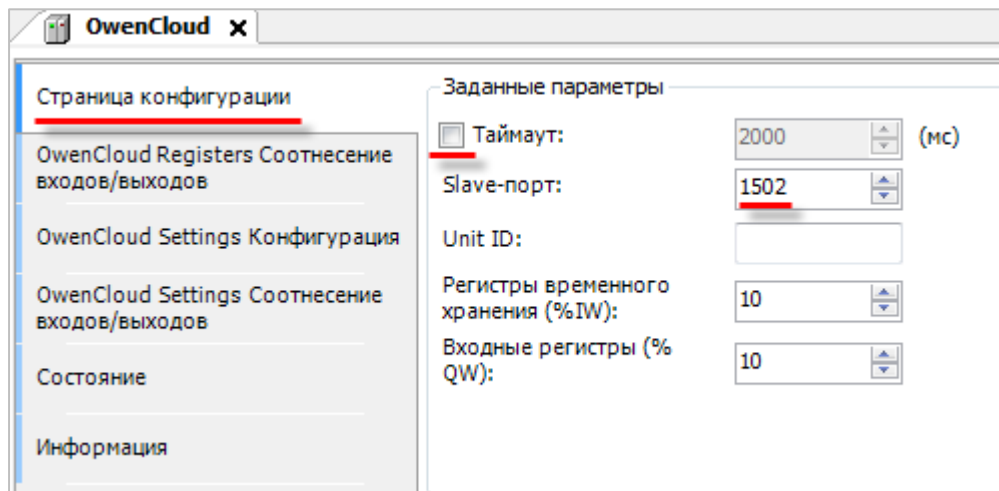 OwenCloud x
Страница конфигурации
OwenCloud Registers Соотнесение
входов/выходов
OwenCloud Settings Конфигурация
OwenCloud Settings Соотнесение
входов/выходов
Состояние
Информация
Заданные параметры
Таймаут: 2000 (мс)
Slave-порт: 1502
Unit ID:
Регистры временного
хранения (%IW): 10
Входные регистры (%
QW): 10